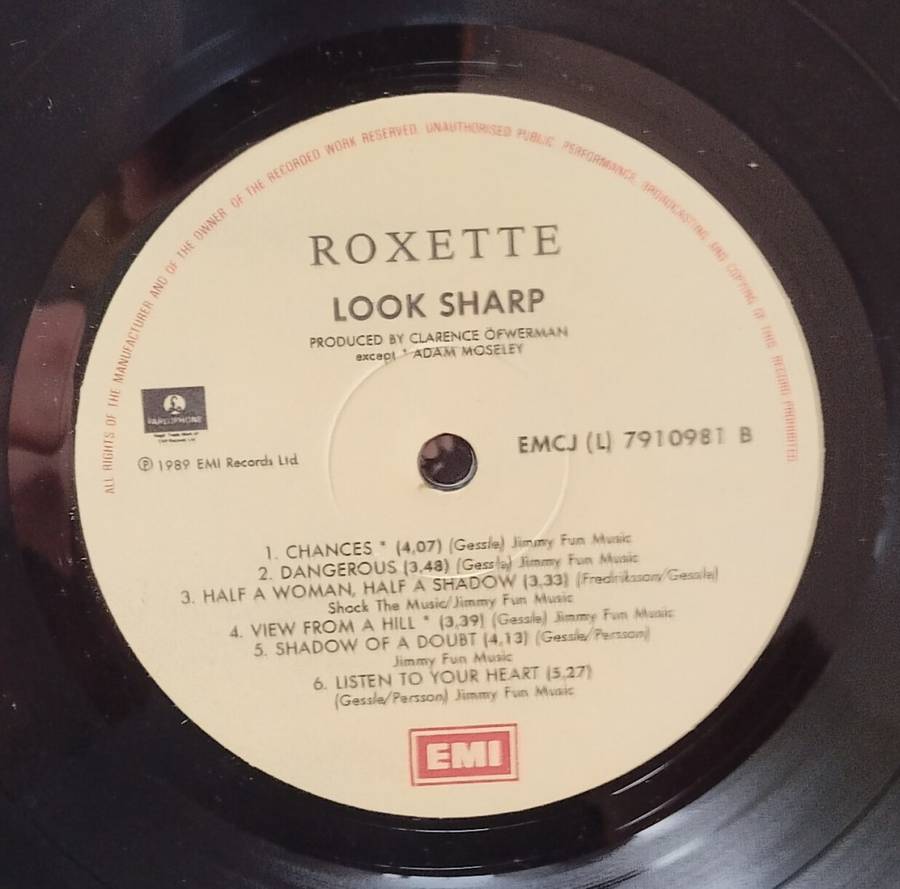 ALL RIGHTS OF THE MANUFACTURER AND OF THE OWNER OF THE RECORDED WORK RESERVED. UNAUTHORISED PUBLIC PERFORMANCE, BROADCASTING AND COPYING OF THIS RECORD PROHIBITED
ROXETTE
LOOK SHARP
PRODUCED BY CLARENCE ÖFWERMAN
except * ADAM MOSELEY
PARLOPHONE
℗ 1989 EMI Records Ltd
EMCJ (L) 7910981 B
1. CHANCES * (4,07) (Gessle) Jimmy Fun Music
2. DANGEROUS (3,48) (Gessle) Jimmy Fun Music
3. HALF A WOMAN, HALF A SHADOW (3,33) (Fredriksson/Gessle)
Shock The Music/Jimmy Fun Music
4. VIEW FROM A HILL * (3,39) (Gessle) Jimmy Fun Music
5. SHADOW OF A DOUBT (4,13) (Gessle/Persson)
Jimmy Fun Music
6. LISTEN TO YOUR HEART (5,27)
(Gessle/Persson) Jimmy Fun Music
EMI